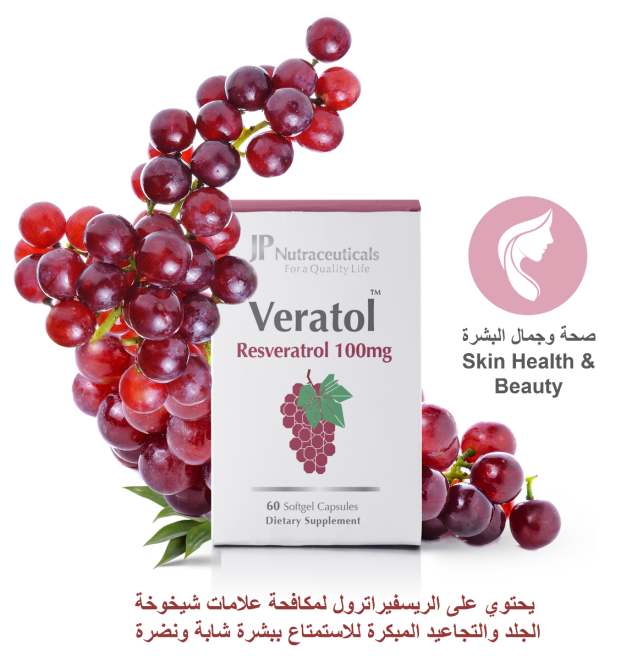 JP Nutraceuticals
For a Quality Life
Veratol™
Resveratrol 100mg
60 Softgel Capsules
Dietary Supplement
صحة وجمال البشرة
Skin Health &
Beauty
يحتوي على الريسفيراترول لمكافحة علامات شيخوخة
الجلد والتجاعيد المبكرة للاستمتاع ببشرة شابة ونضرة